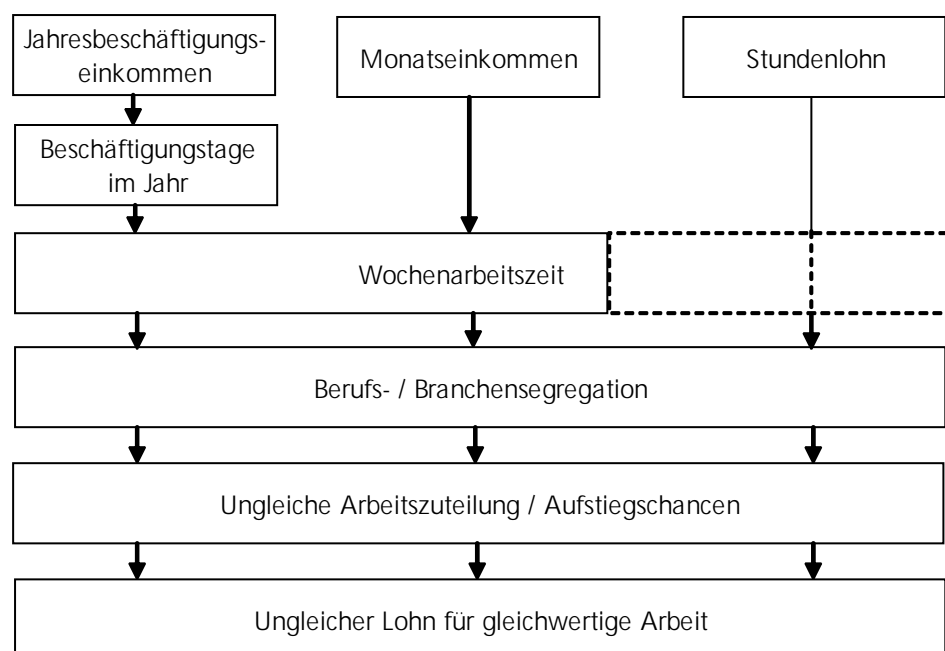 Jahresbeschäftigungs-
einkommen
Monatseinkommen
Stundenlohn
Beschäftigungstage
im Jahr
Wochenarbeitszeit
Berufs- / Branchensegregation
Ungleiche Arbeitszuteilung / Aufstiegschancen
Ungleicher Lohn für gleichwertige Arbeit